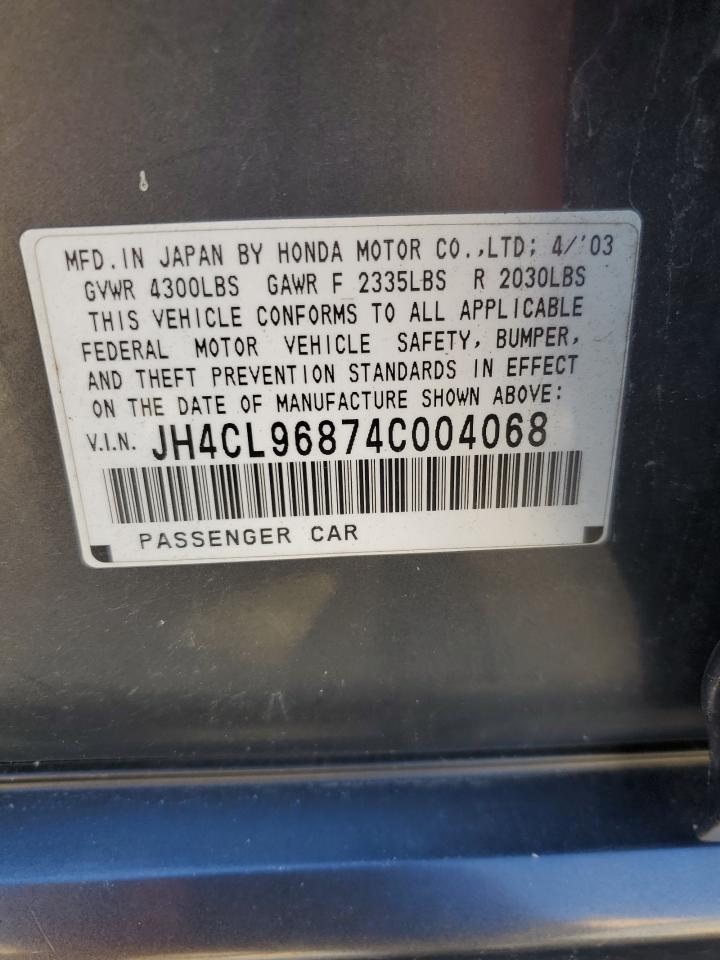 MFD. IN JAPAN BY HONDA MOTOR CO.,LTD; 4/'03
GVWR 4300LBS GAWR F 2335LBS R 2030LBS
THIS VEHICLE CONFORMS TO ALL APPLICABLE
FEDERAL MOTOR VEHICLE SAFETY, BUMPER,
AND THEFT PREVENTION STANDARDS IN EFFECT
ON THE DATE OF MANUFACTURE SHOWN ABOVE:
V.I.N. JH4CL96874C004068
PASSENGER CAR